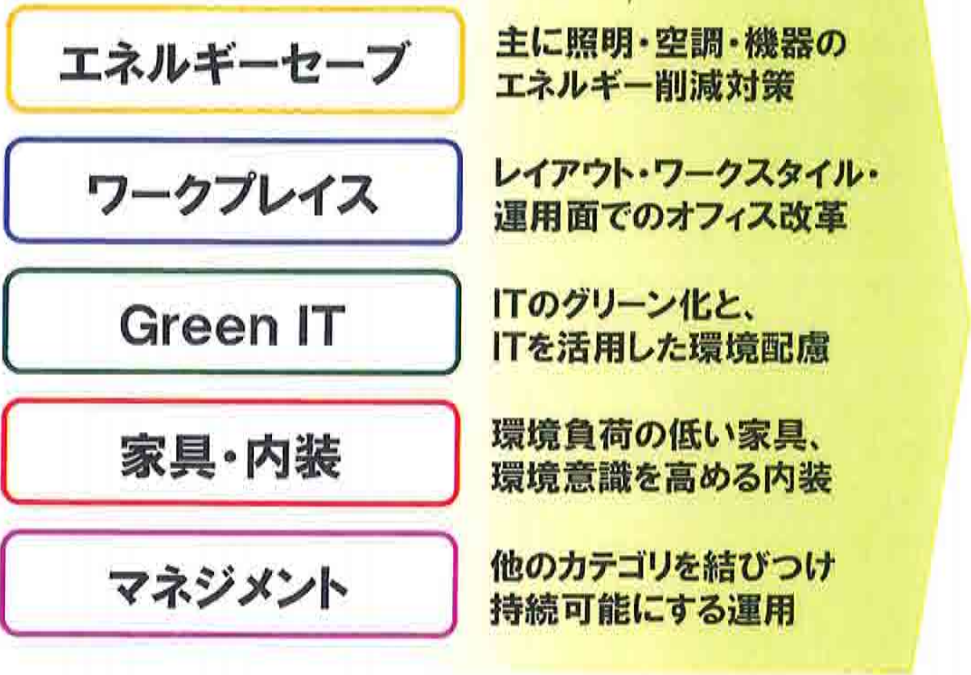 エネルギーセーブ
主に照明・空調・機器の
エネルギー削減対策
ワークプレイス
レイアウト・ワークスタイル・
運用面でのオフィス改革
Green IT
ITのグリーン化と、
ITを活用した環境配慮
家具・内装
環境負荷の低い家具、
環境意識を高める内装
マネジメント
他のカテゴリを結びつけ
持続可能にする運用